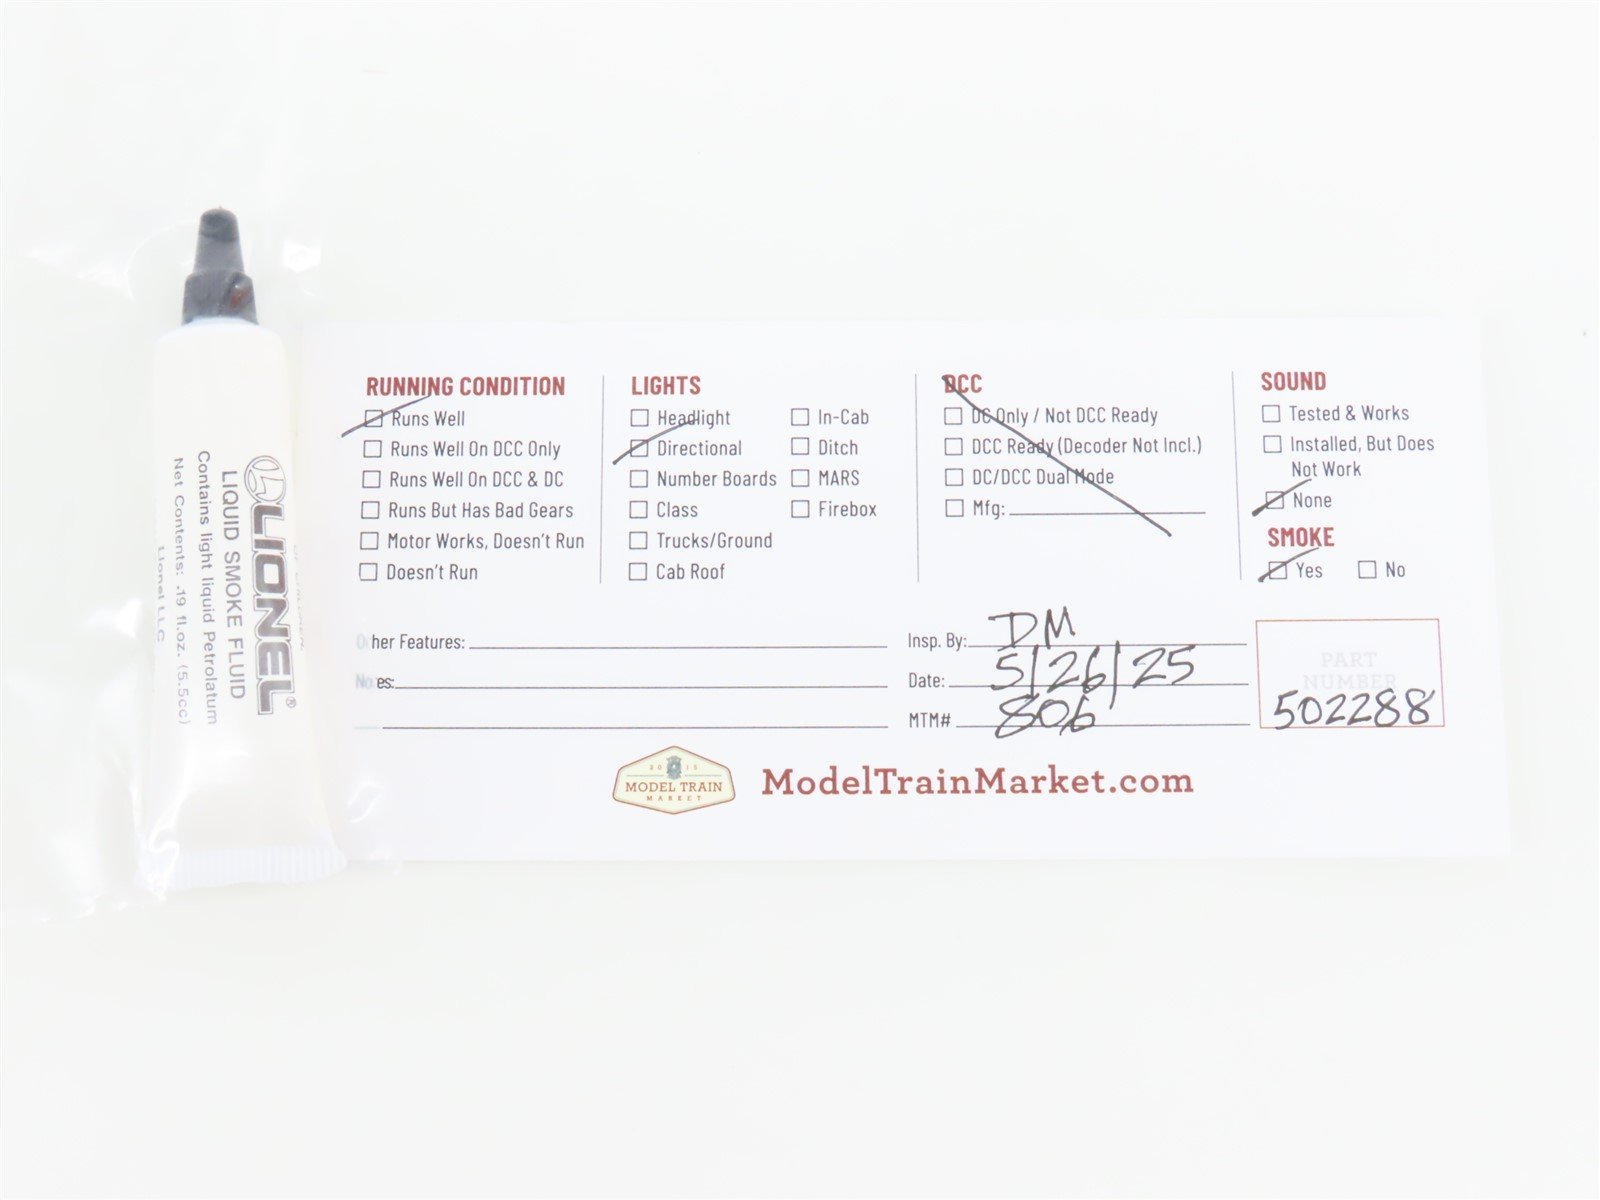 LIONEL®
LIQUID SMOKE FLUID
Contains light liquid Petrolatum
Net Contents: .19 fl.oz. (5.5cc)
Lionel LLC
RUNNING CONDITION
Runs Well
Runs Well On DCC Only
Runs Well On DCC & DC
Runs But Has Bad Gears
Motor Works, Doesn't Run
Doesn't Run
LIGHTS
Headlight
Directional
Number Boards
Class
Trucks/Ground
Cab Roof
In-Cab
Ditch
MARS
Firebox
DCC
DC Only / Not DCC Ready
DCC Ready (Decoder Not Incl.)
DC/DCC Dual Mode
Mfg:
SOUND
Tested & Works
Installed, But Does
Not Work
None
SMOKE
Yes No
Other Features:
Notes:
Insp. By: DM
Date: 5/26/25
MTM# 806
PART
NUMBER
502288
2015
MODEL TRAIN
MARKET
ModelTrainMarket.com